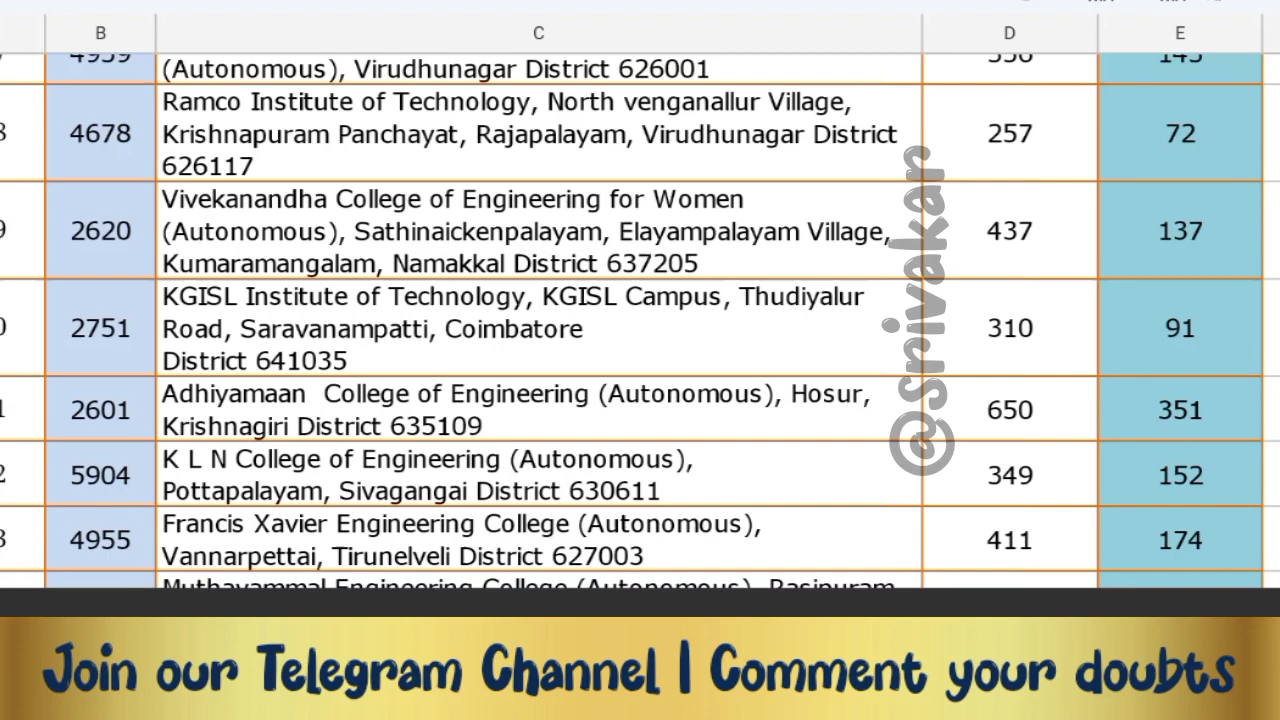 B C D E
(Autonomous), Virudhunagar District 626001
Ramco Institute of Technology, North venganallur Village,
Krishnapuram Panchayat, Rajapalayam, Virudhunagar District
626117
4678 257 72
Vivekanandha College of Engineering for Women
(Autonomous), Sathinaickenpalayam, Elayampalayam Village,
Kumaramangalam, Namakkal District 637205
2620 437 137
KGISL Institute of Technology, KGISL Campus, Thudiyalur
Road, Saravanampatti, Coimbatore
District 641035
2751 310 91
Adhiyamaan College of Engineering (Autonomous), Hosur,
Krishnagiri District 635109
2601 650 351
K L N College of Engineering (Autonomous),
Pottapalayam, Sivagangai District 630611
5904 349 152
Francis Xavier Engineering College (Autonomous),
Vannarpettai, Tirunelveli District 627003
4955 411 174
Muthayammal Engineering College (Autonomous), Rasipuram
@srivakar
Join our Telegram Channel | Comment your doubts